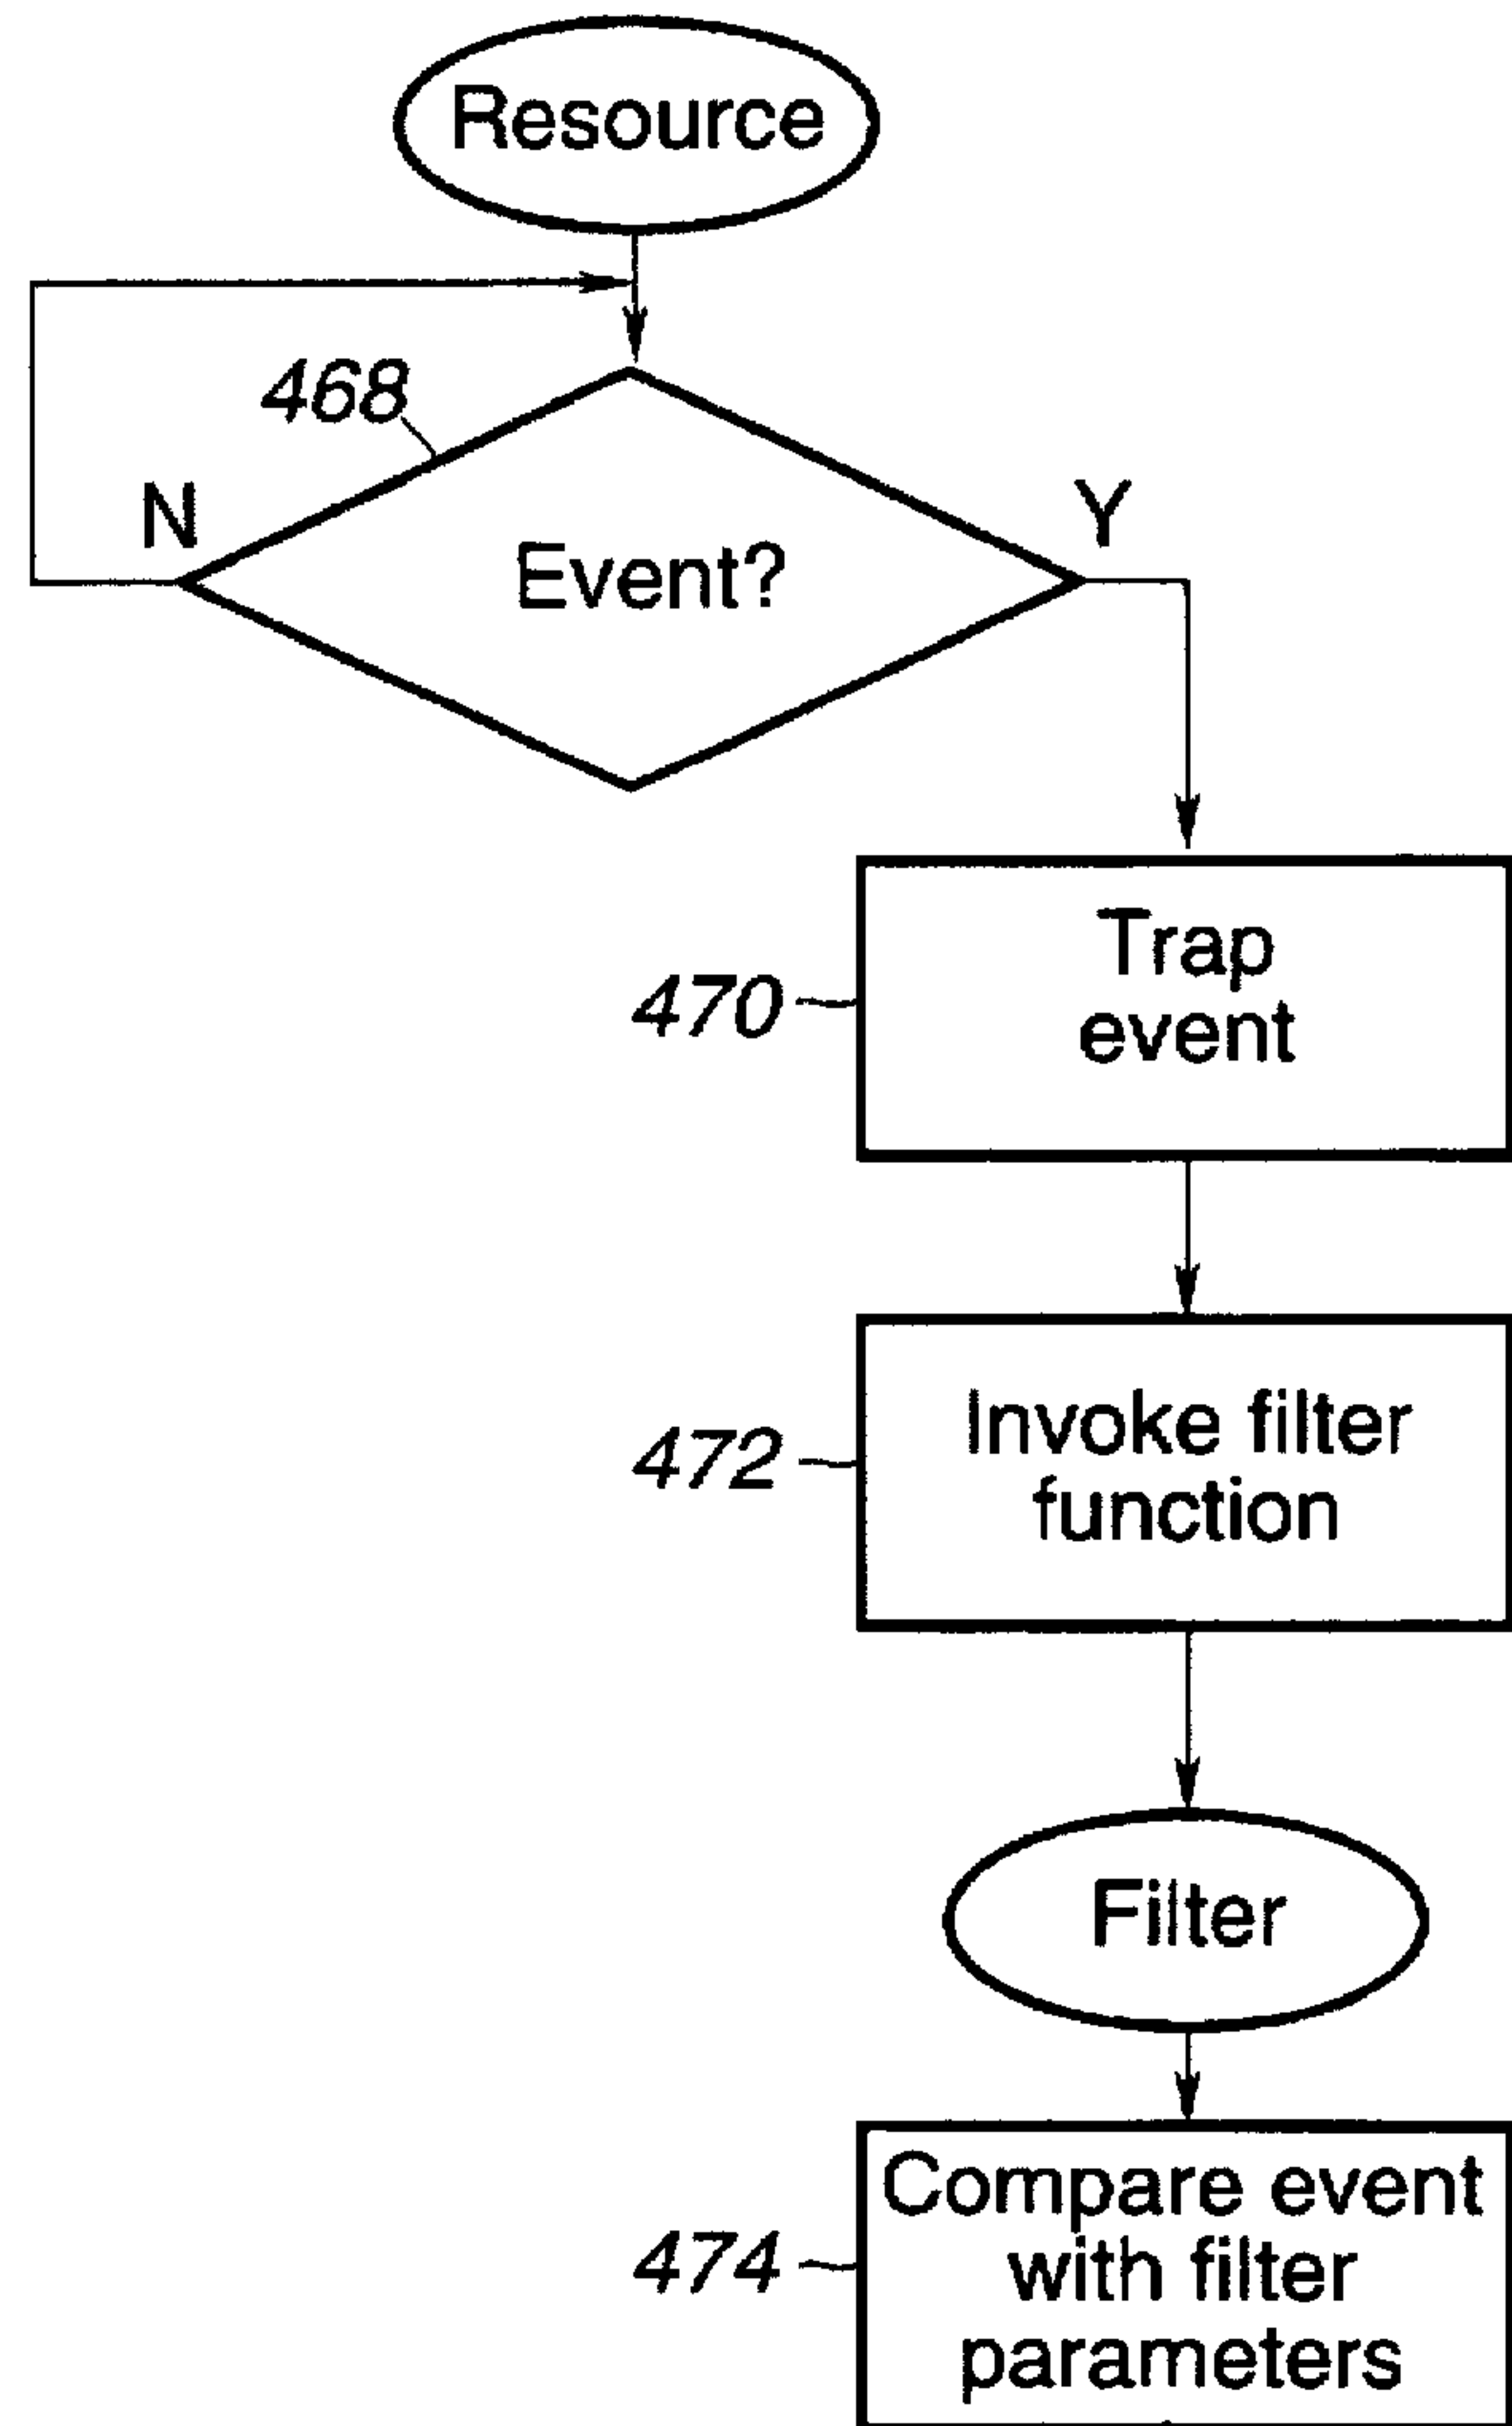 Resource
468
N
Y
Event?
Trap
event
470
Invoke filter
function
472
Filter
Compare event
with filter
parameters
474